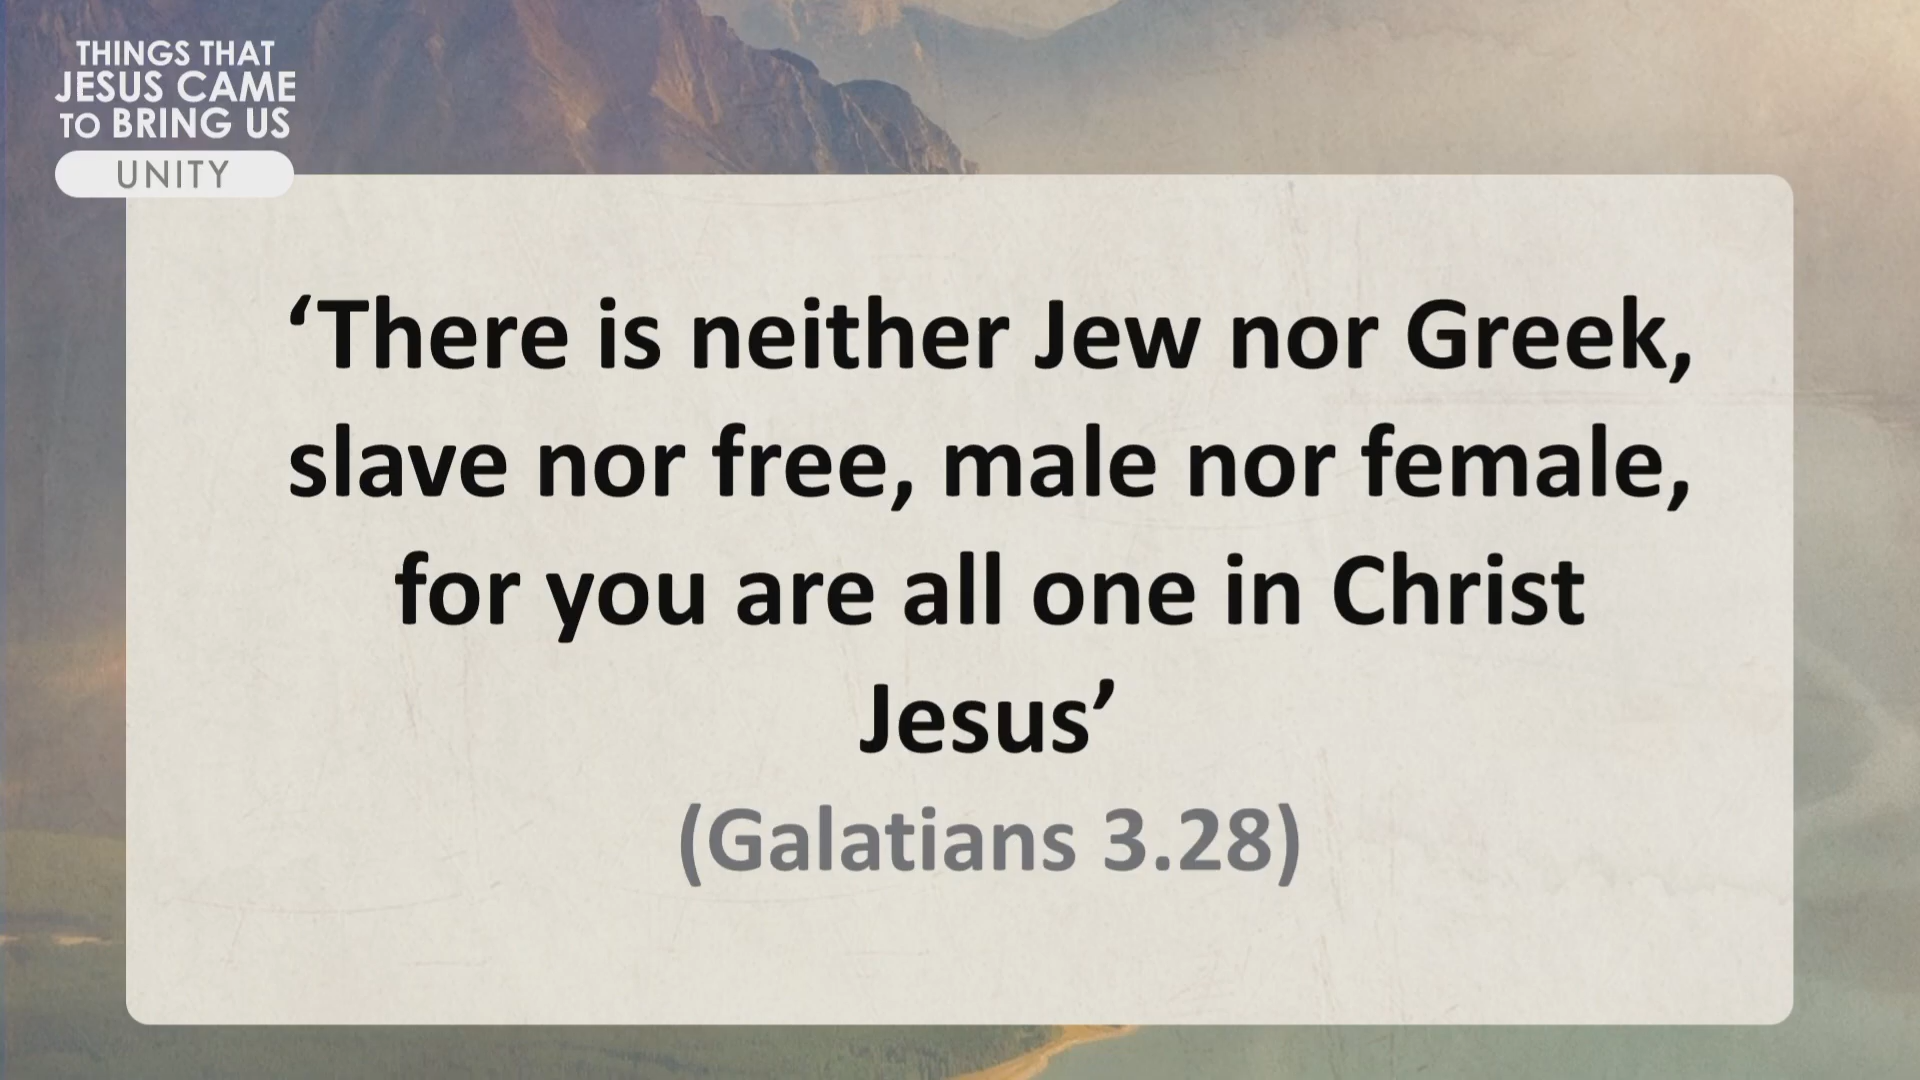 THINGS THAT
JESUS CAME
TO BRING US
UNITY
‘There is neither Jew nor Greek,
slave nor free, male nor female,
for you are all one in Christ
Jesus’
(Galatians 3.28)